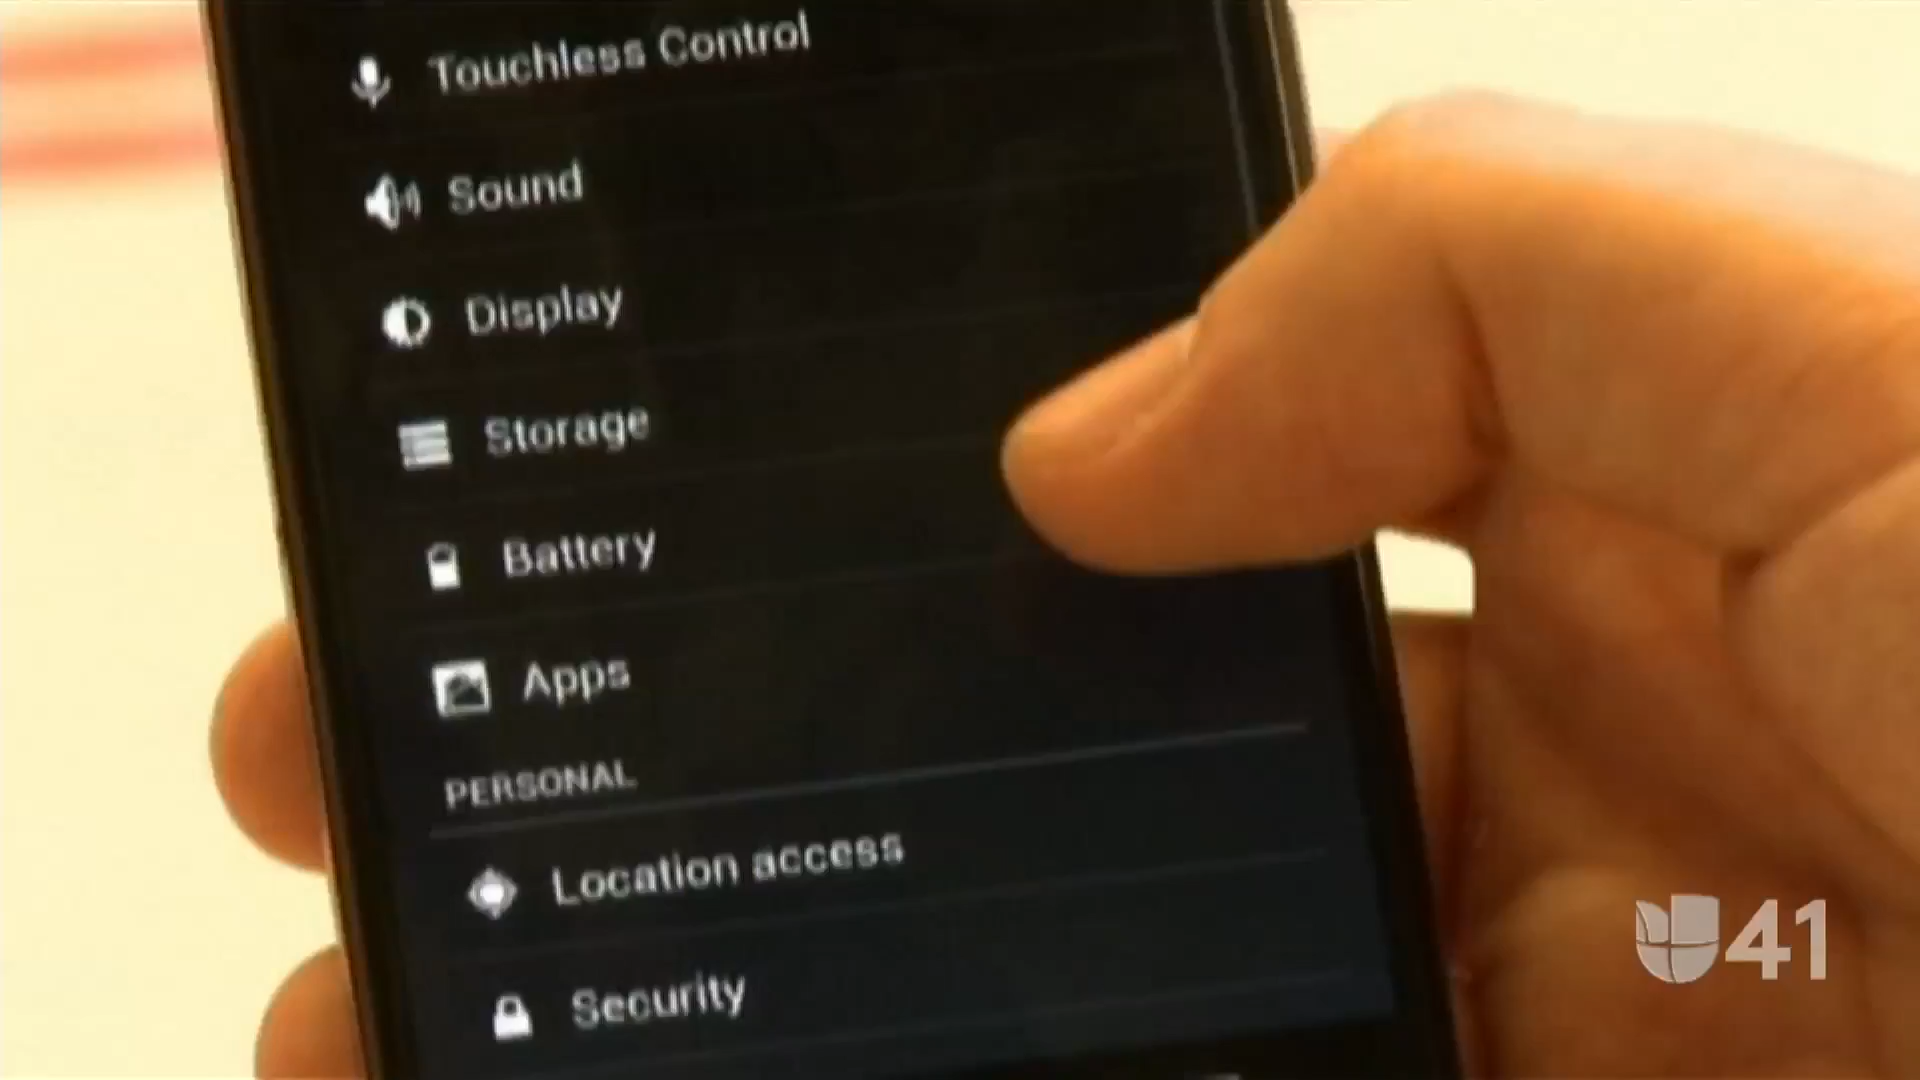 Touchless Control
Sound
Display
Storage
Battery
Apps
PERSONAL
Location access
Security
41